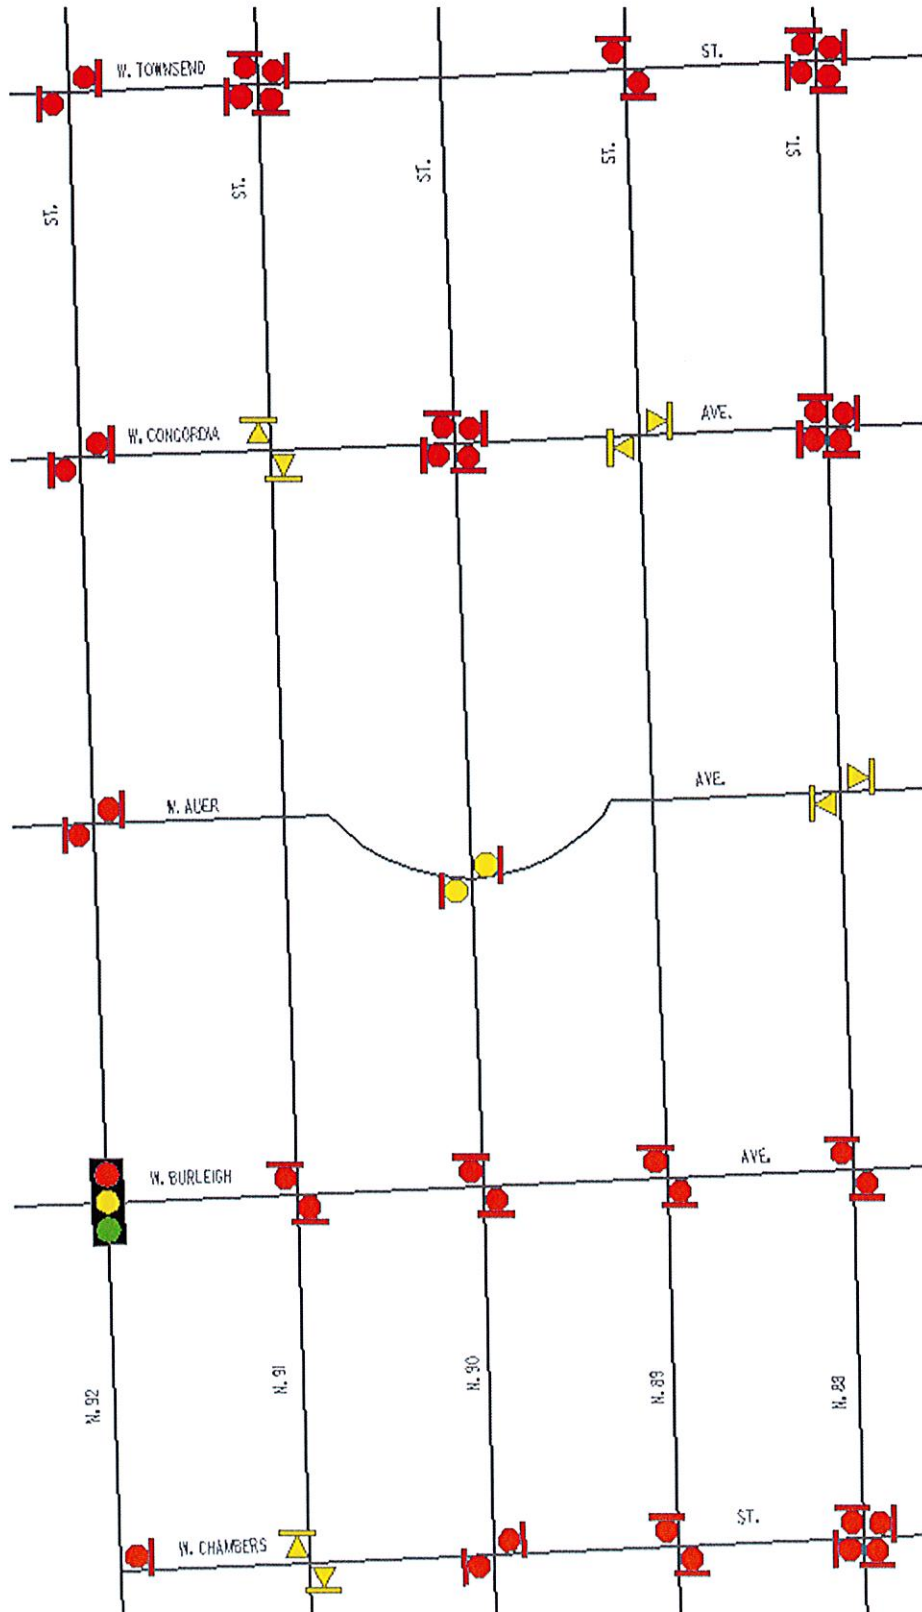 W. TOWNSEND ST.
ST. ST. ST. ST. ST.
W. CONCORDIA AVE.
W. AUER AVE.
W. BURLEIGH AVE.
N. 92 N. 91 N. 90 N. 89 N. 88
W. CHAMBERS ST.